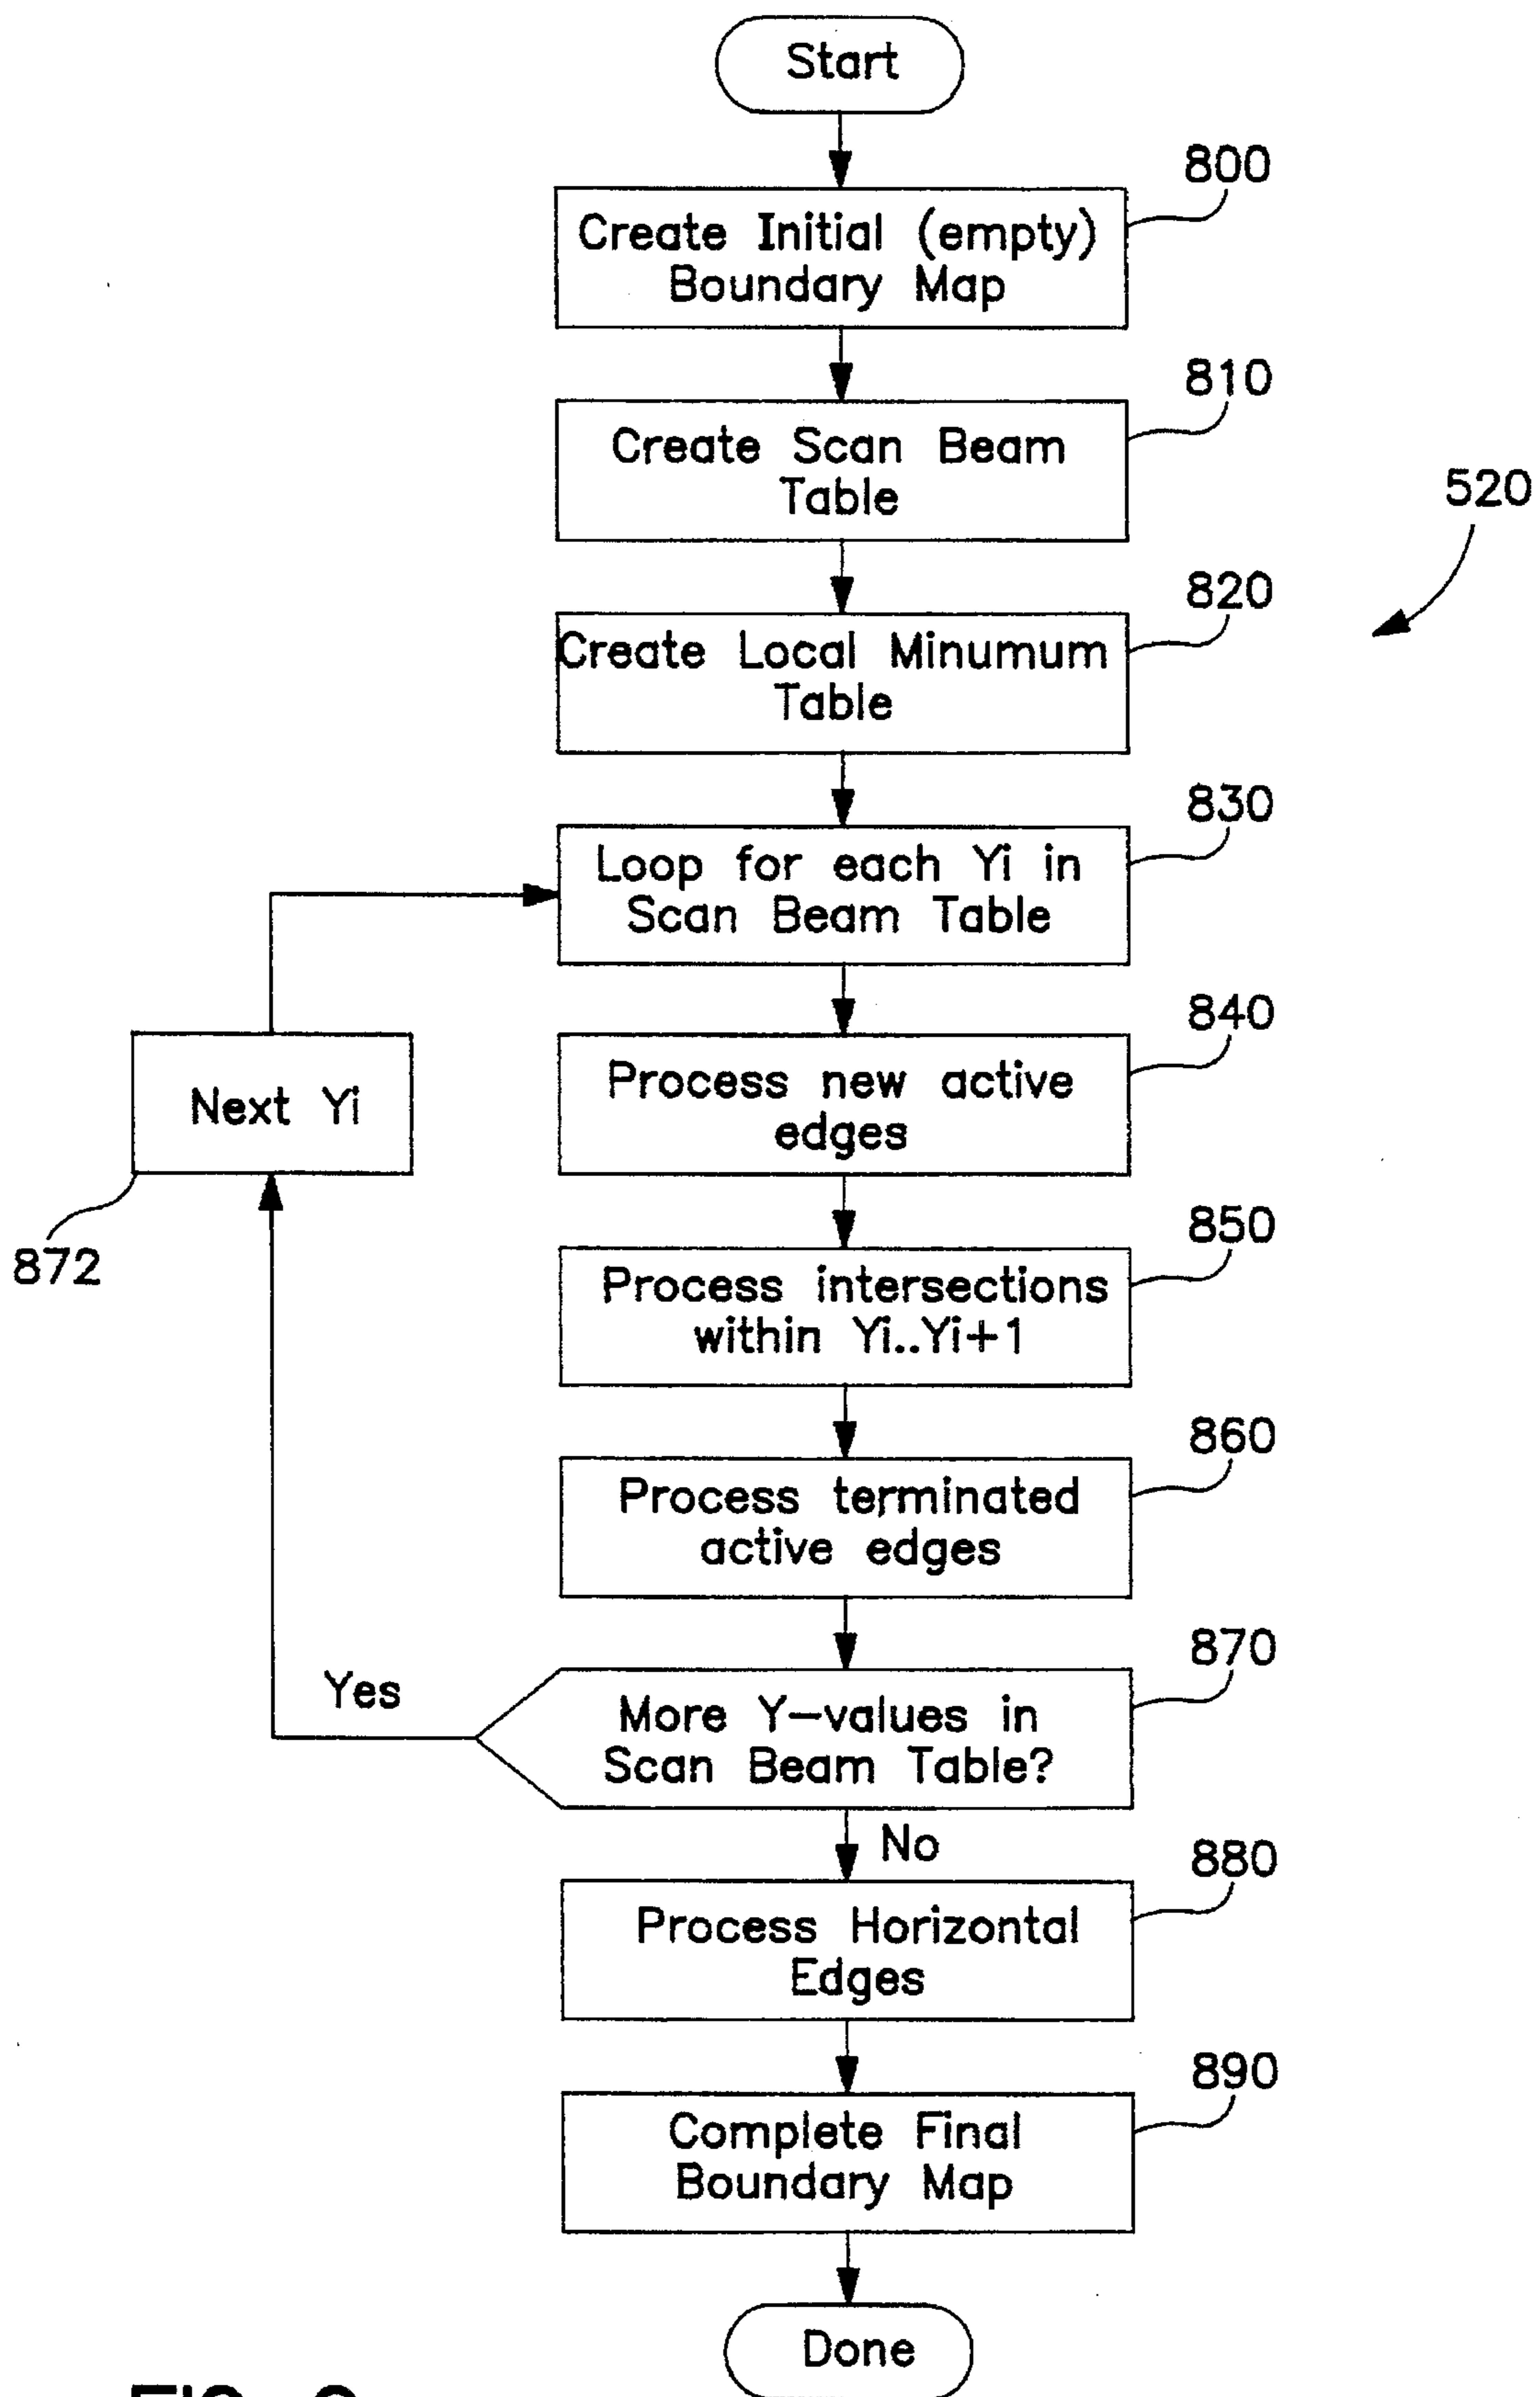 Start
800
Create Initial (empty)
Boundary Map
810
Create Scan Beam
Table
520
820
Create Local Minumum
Table
830
Loop for each Yi in
Scan Beam Table
840
Process new active
edges
Next Yi
872
850
Process intersections
within Yi..Yi+1
860
Process terminated
active edges
870
Yes
More Y-values in
Scan Beam Table?
No
880
Process Horizontal
Edges
890
Complete Final
Boundary Map
Done